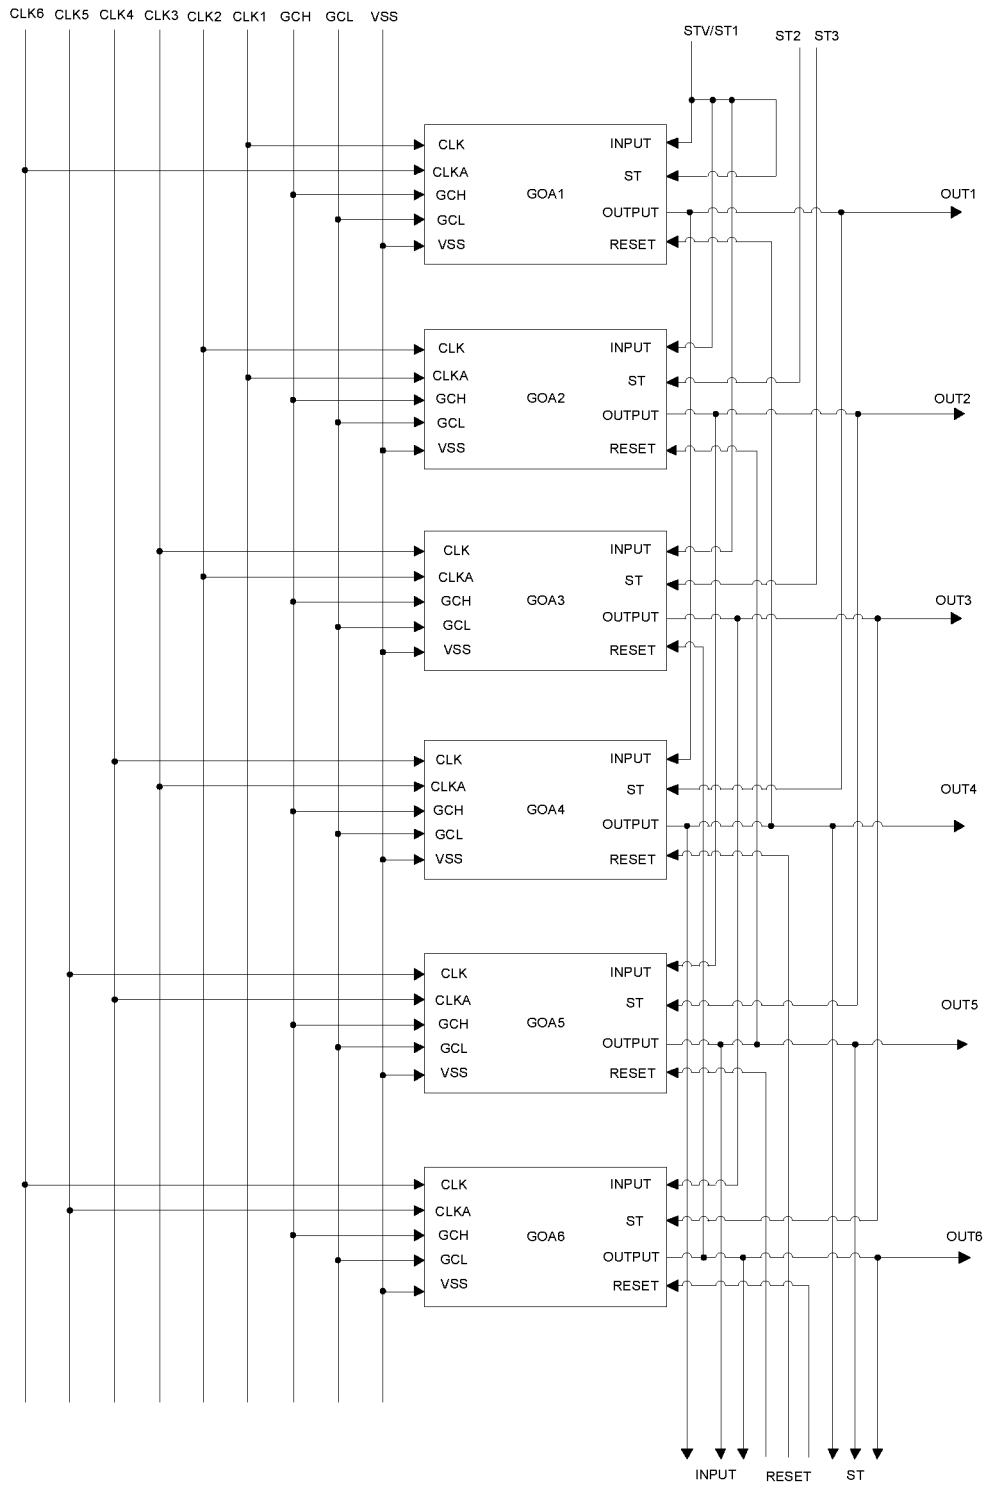 CLK6 CLK5 CLK4 CLK3 CLK2 CLK1 GCH GCL VSS
STV/ST1 ST2 ST3
CLK INPUT
CLKA ST
GCH GOA1 OUT1
GCL OUTPUT
VSS RESET
CLK INPUT
CLKA ST
GCH GOA2 OUT2
GCL OUTPUT
VSS RESET
CLK INPUT
CLKA ST
GCH GOA3 OUT3
GCL OUTPUT
VSS RESET
CLK INPUT
CLKA ST OUT4
GCH GOA4
GCL OUTPUT
VSS RESET
CLK INPUT
CLKA ST OUT5
GCH GOA5
GCL OUTPUT
VSS RESET
CLK INPUT
CLKA ST
GCH GOA6 OUT6
GCL OUTPUT
VSS RESET
INPUT RESET ST